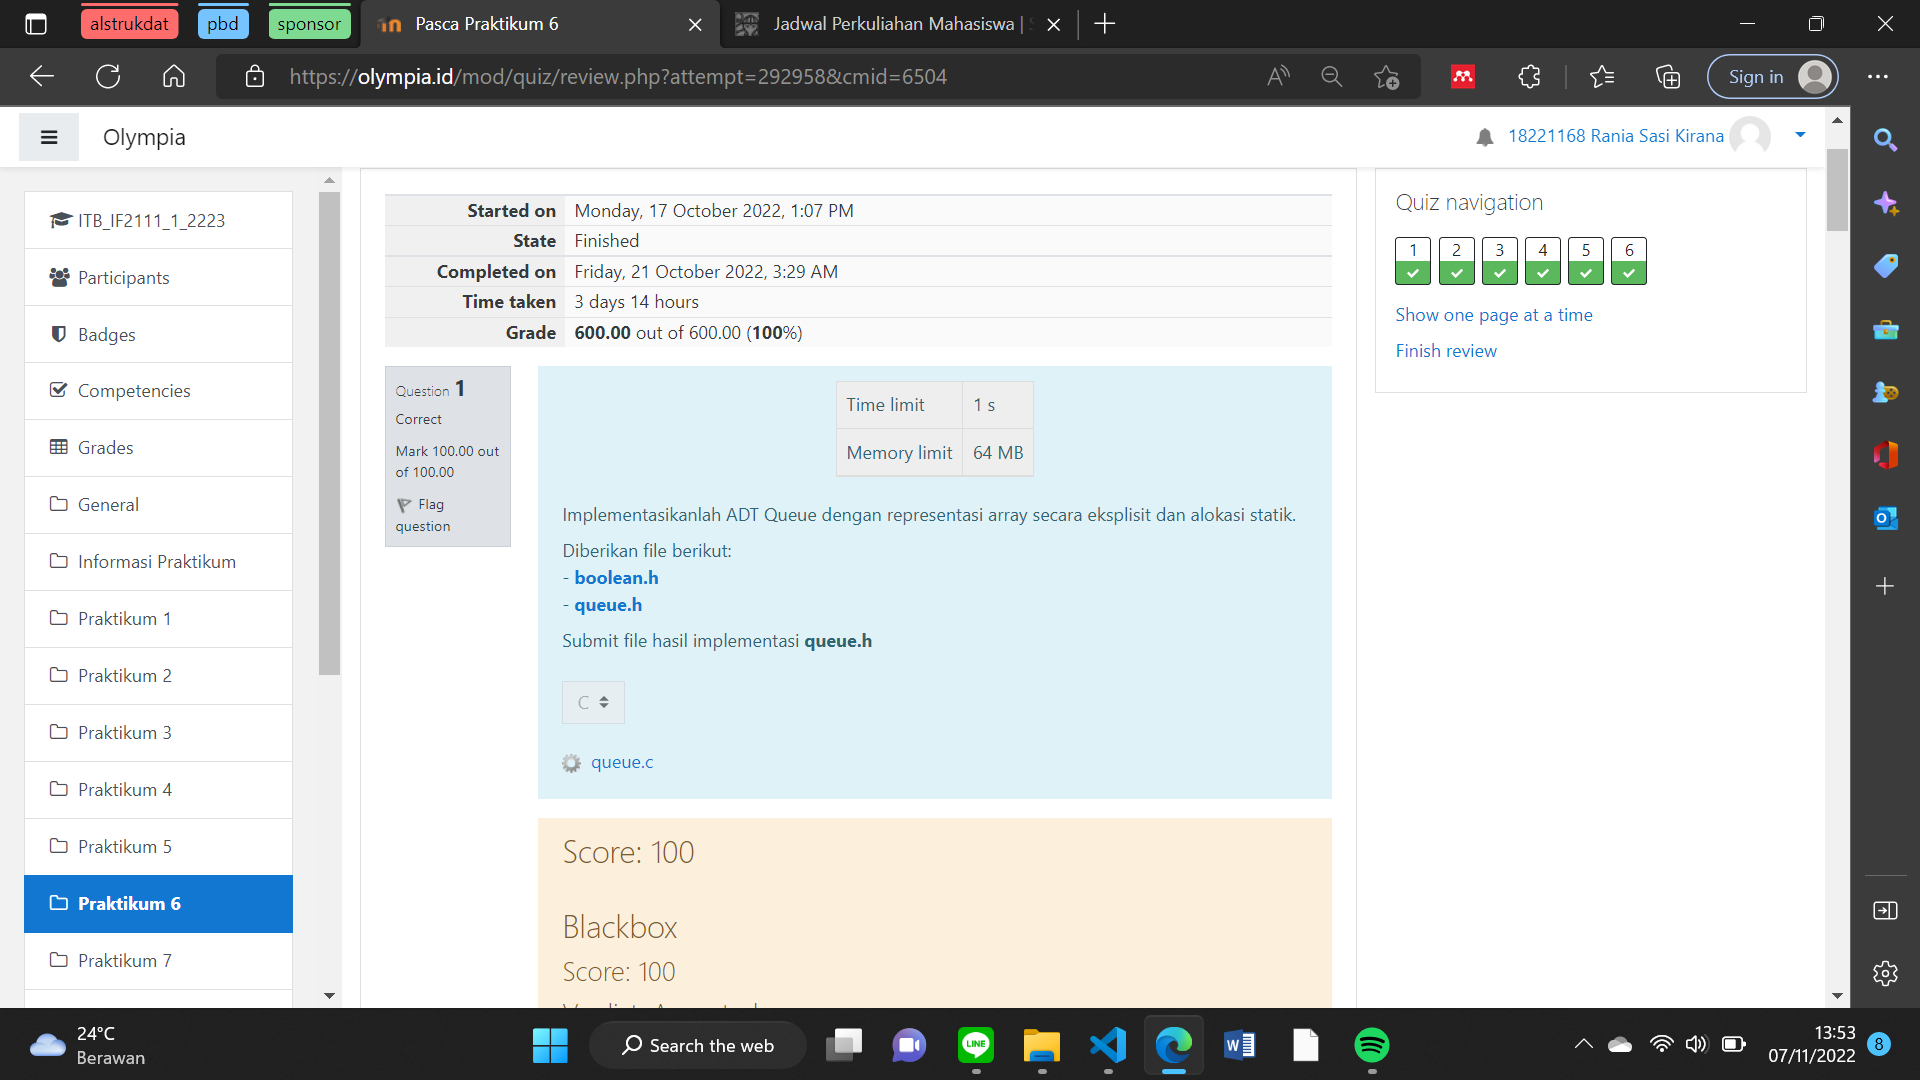 alstrukdat
pbd
sponsor
Pasca Praktikum 6
Jadwal Perkuliahan Mahasiswa |
https://olympia.id/mod/quiz/review.php?attempt=292958&cmid=6504
Sign in
Olympia
18221168 Rania Sasi Kirana
ITB_IF2111_1_2223
Participants
Badges
Competencies
Grades
General
Informasi Praktikum
Praktikum 1
Praktikum 2
Praktikum 3
Praktikum 4
Praktikum 5
Praktikum 6
Praktikum 7
Started on Monday, 17 October 2022, 1:07 PM
State Finished
Completed on Friday, 21 October 2022, 3:29 AM
Time taken 3 days 14 hours
Grade 600.00 out of 600.00 (100%)
Question 1
Correct
Mark 100.00 out
of 100.00
Flag
question
Time limit 1 s
Memory limit 64 MB
Implementasikanlah ADT Queue dengan representasi array secara eksplisit dan alokasi statik.
Diberikan file berikut:
- boolean.h
- queue.h
Submit file hasil implementasi queue.h
C
queue.c
Score: 100
Blackbox
Score: 100
Quiz navigation
1 2 3 4 5 6
Show one page at a time
Finish review
24°C
Berawan
Search the web
LINE
13:53
07/11/2022
8